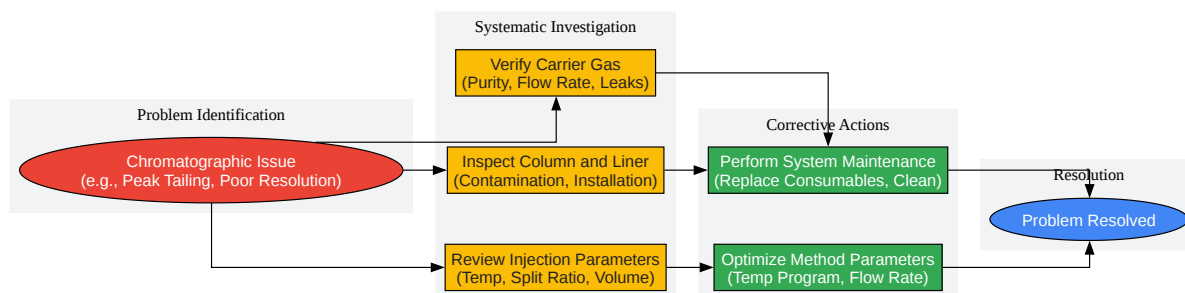 Problem Identification
Chromatographic Issue
(e.g., Peak Tailing, Poor Resolution)
Systematic Investigation
Verify Carrier Gas
(Purity, Flow Rate, Leaks)
Inspect Column and Liner
(Contamination, Installation)
Review Injection Parameters
(Temp, Split Ratio, Volume)
Corrective Actions
Perform System Maintenance
(Replace Consumables, Clean)
Optimize Method Parameters
(Temp Program, Flow Rate)
Resolution
Problem Resolved